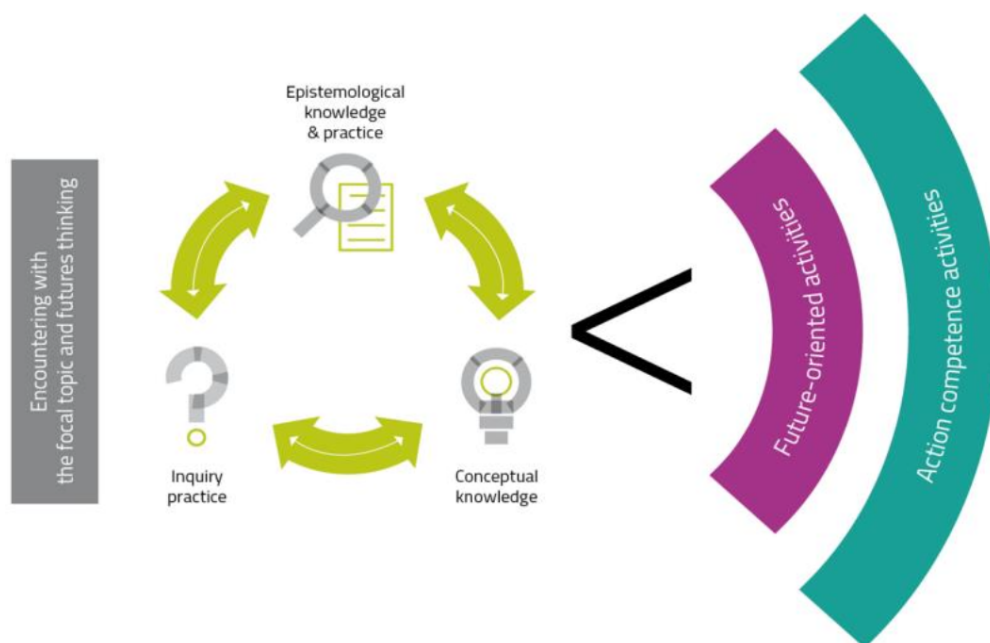 Encountering with
the focal topic and futures thinking
Epistemological
knowledge
& practice
Inquiry
practice
Conceptual
knowledge
Future-oriented activities
Action competence activities